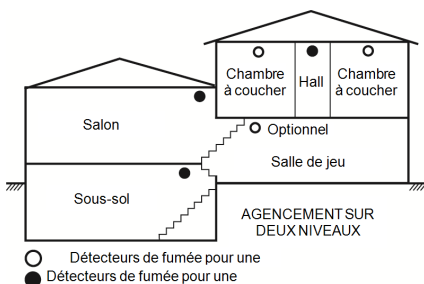 Chambre
à coucher
Hall
Chambre
à coucher
Salon
Optionnel
Salle de jeu
Sous-sol
AGENCEMENT SUR
DEUX NIVEAUX
Détecteurs de fumée pour une
Détecteurs de fumée pour une